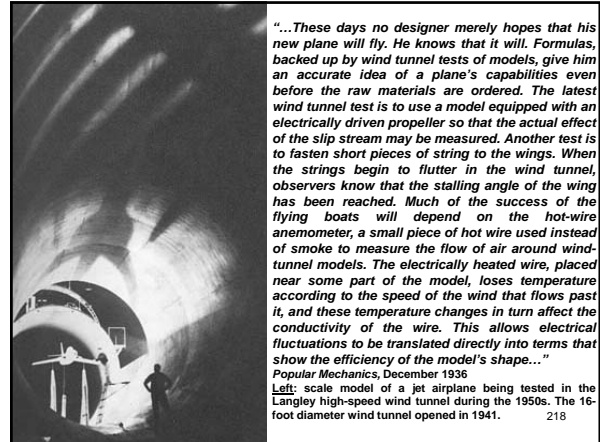 “…These days no designer merely hopes that his
new plane will fly. He knows that it will. Formulas,
backed up by wind tunnel tests of models, give him
an accurate idea of a plane’s capabilities even
before the raw materials are ordered. The latest
wind tunnel test is to use a model equipped with an
electrically driven propeller so that the actual effect
of the slip stream may be measured. Another test is
to fasten short pieces of string to the wings. When
the strings begin to flutter in the wind tunnel,
observers know that the stalling angle of the wing
has been reached. Much of the success of the
flying boats will depend on the hot-wire
anemometer, a small piece of hot wire used instead
of smoke to measure the flow of air around wind-
tunnel models. The electrically heated wire, placed
near some part of the model, loses temperature
according to the speed of the wind that flows past
it, and these temperature changes in turn affect the
conductivity of the wire. This allows electrical
fluctuations to be translated directly into terms that
show the efficiency of the model’s shape…”
Popular Mechanics, December 1936
Left: scale model of a jet airplane being tested in the
Langley high-speed wind tunnel during the 1950s. The 16-
foot diameter wind tunnel opened in 1941.
218